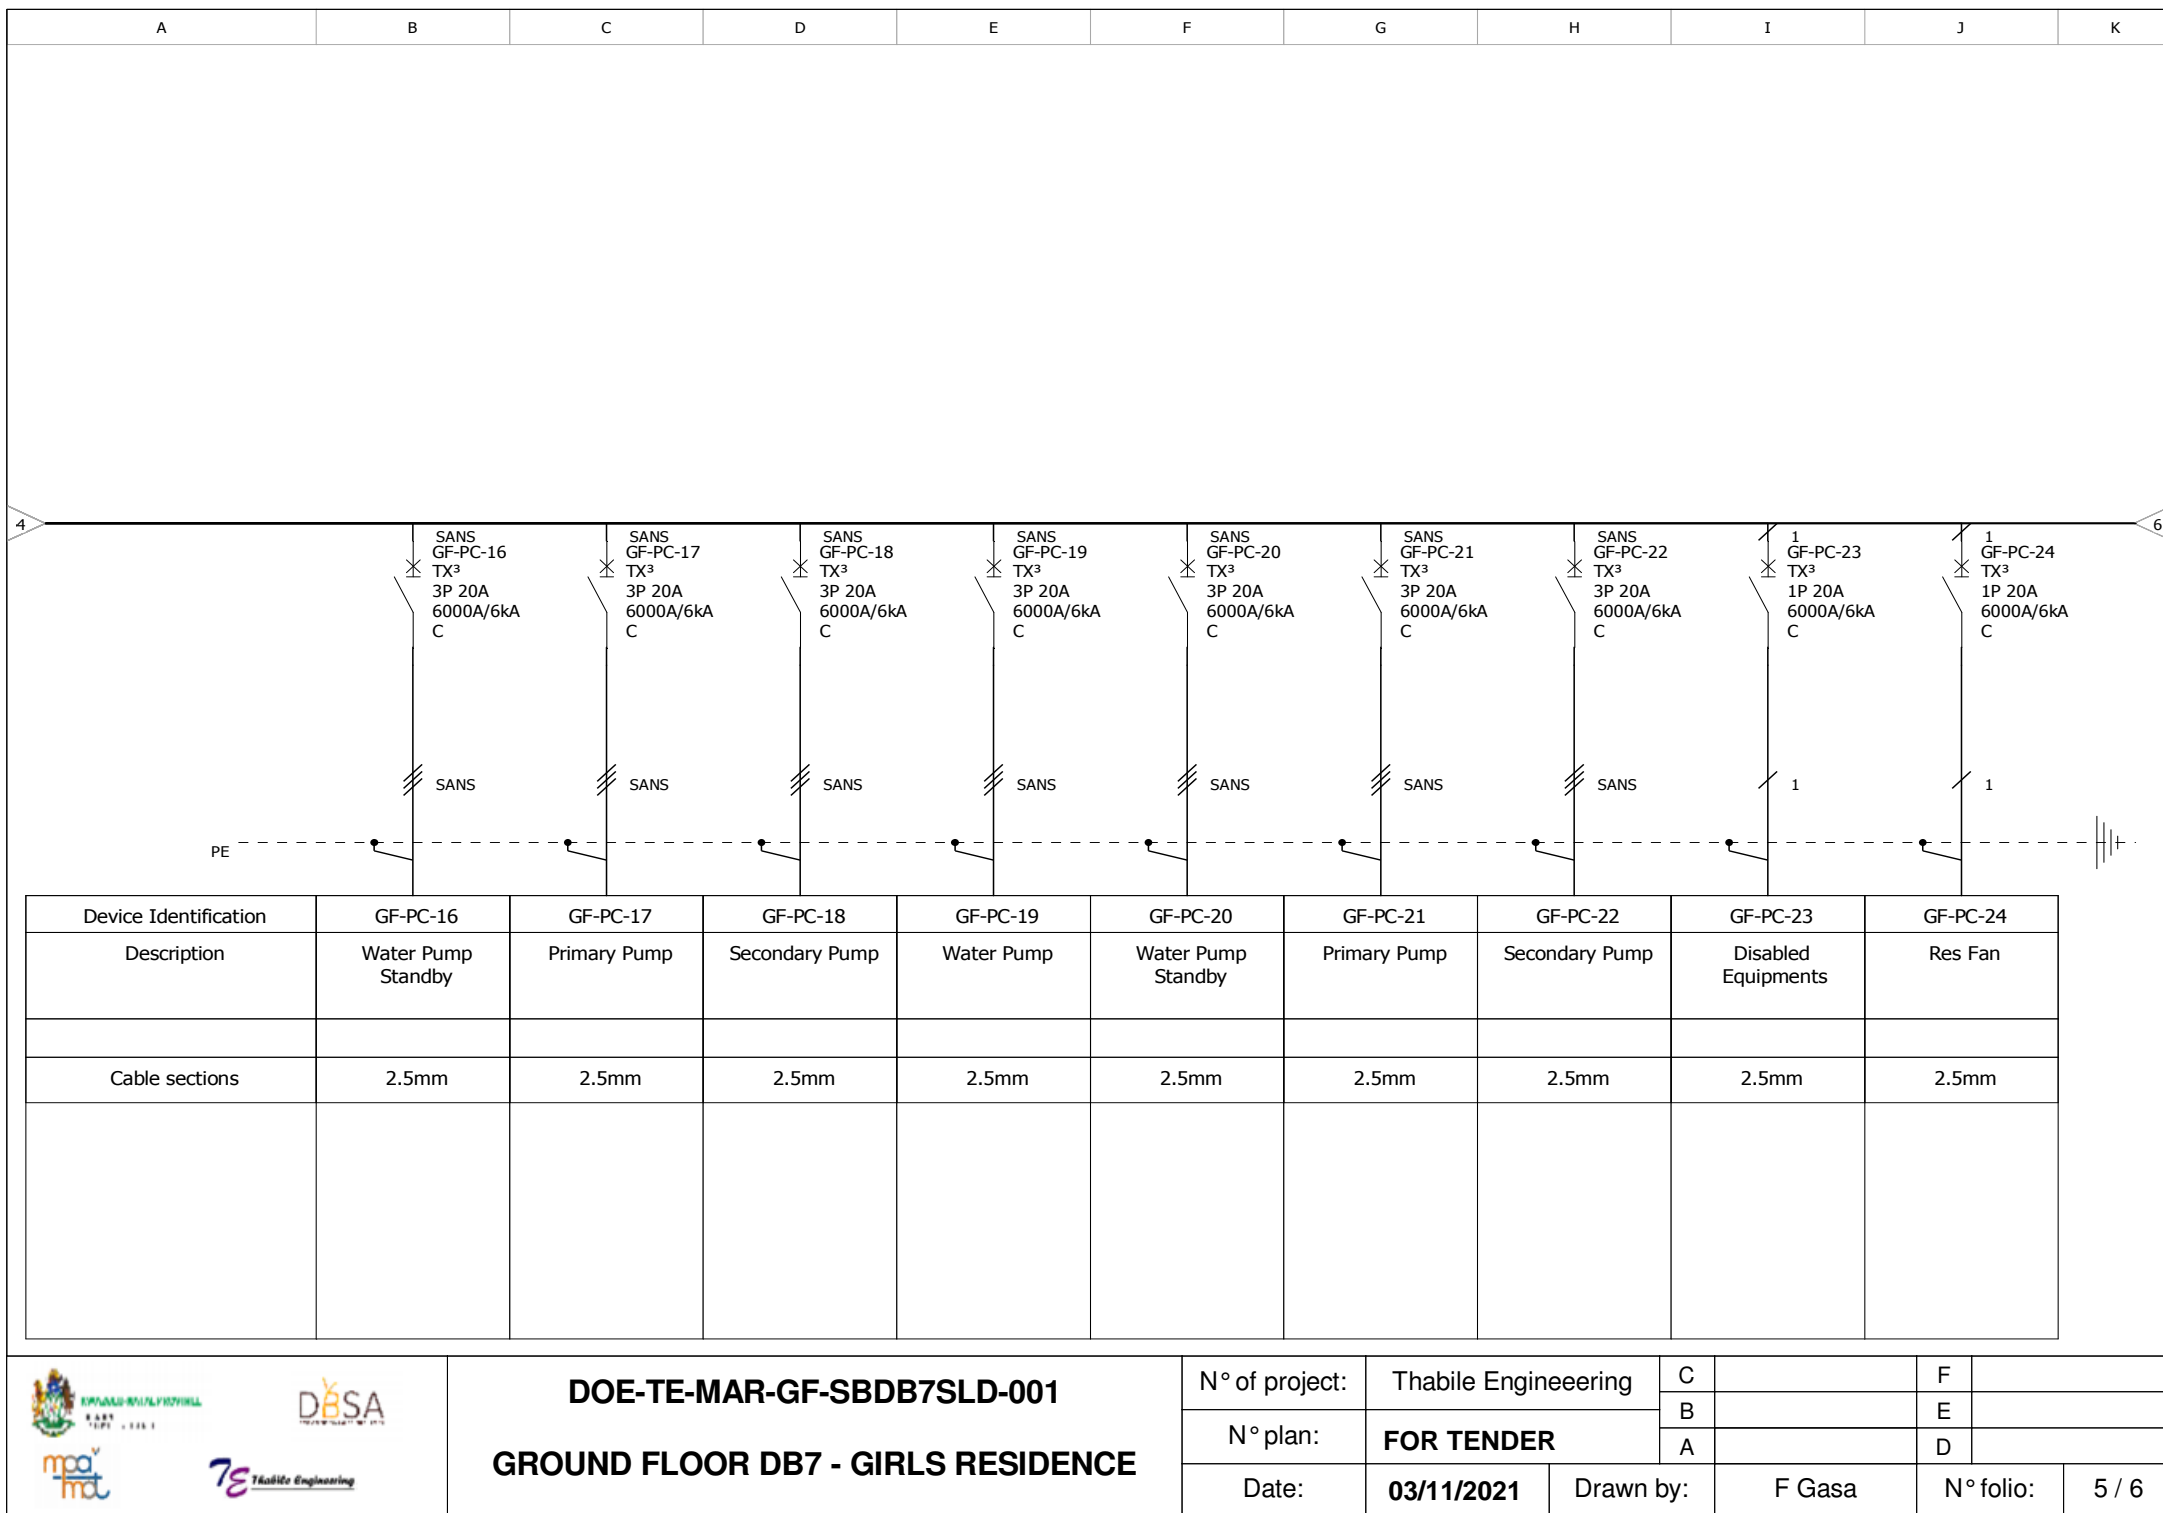 A B C D E F G H I J K
4 6
SANS SANS SANS SANS SANS SANS SANS 1 1
GF-PC-16 GF-PC-17 GF-PC-18 GF-PC-19 GF-PC-20 GF-PC-21 GF-PC-22 GF-PC-23 GF-PC-24
TX³ TX³ TX³ TX³ TX³ TX³ TX³ TX³ TX³
3P 20A 3P 20A 3P 20A 3P 20A 3P 20A 3P 20A 3P 20A 1P 20A 1P 20A
6000A/6kA 6000A/6kA 6000A/6kA 6000A/6kA 6000A/6kA 6000A/6kA 6000A/6kA 6000A/6kA 6000A/6kA
C C C C C C C C C
SANS SANS SANS SANS SANS SANS SANS 1 1
PE
Device Identification GF-PC-16 GF-PC-17 GF-PC-18 GF-PC-19 GF-PC-20 GF-PC-21 GF-PC-22 GF-PC-23 GF-PC-24
Description Water Pump Primary Pump Secondary Pump Water Pump Water Pump Primary Pump Secondary Pump Disabled Res Fan
Standby Standby Equipments
Cable sections 2.5mm 2.5mm 2.5mm 2.5mm 2.5mm 2.5mm 2.5mm 2.5mm 2.5mm
DBSA
mpa
mdt
TE Thabile Engineering
DOE-TE-MAR-GF-SBDB7SLD-001
GROUND FLOOR DB7 - GIRLS RESIDENCE
N° of project: Thabile Engineeering C F
B E
N° plan: FOR TENDER A D
Date: 03/11/2021 Drawn by: F Gasa N° folio: 5 / 6